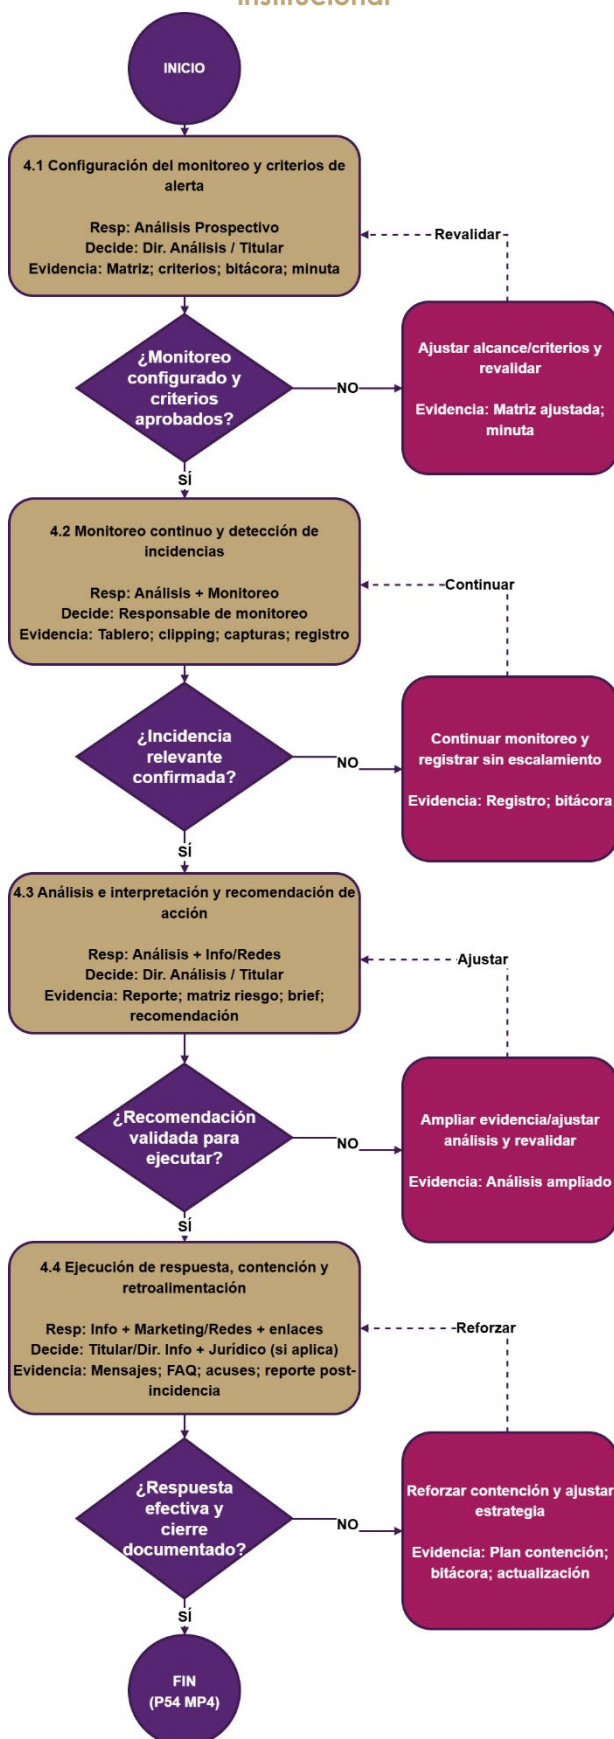 institucional
INICIO
4.1 Configuración del monitoreo y criterios de
alerta
Resp: Análisis Prospectivo
Decide: Dir. Análisis / Titular
Evidencia: Matriz; criterios; bitácora; minuta
Revalidar
¿Monitoreo
configurado y
criterios
aprobados?
NO
Ajustar alcance/criterios y
revalidar
Evidencia: Matriz ajustada;
minuta
SÍ
4.2 Monitoreo continuo y detección de
incidencias
Resp: Análisis + Monitoreo
Decide: Responsable de monitoreo
Evidencia: Tablero; clipping; capturas; registro
Continuar
¿Incidencia
relevante
confirmada?
NO
Continuar monitoreo y
registrar sin escalamiento
Evidencia: Registro; bitácora
SÍ
4.3 Análisis e interpretación y recomendación de
acción
Resp: Análisis + Info/Redes
Decide: Dir. Análisis / Titular
Evidencia: Reporte; matriz riesgo; brief;
recomendación
Ajustar
¿Recomendación
validada para
ejecutar?
NO
Ampliar evidencia/ajustar
análisis y revalidar
Evidencia: Análisis ampliado
SÍ
4.4 Ejecución de respuesta, contención y
retroalimentación
Resp: Info + Marketing/Redes + enlaces
Decide: Titular/Dir. Info + Jurídico (si aplica)
Evidencia: Mensajes; FAQ; acuses; reporte post-
incidencia
Reforzar
¿Respuesta
efectiva y
cierre
documentado?
NO
Reforzar contención y ajustar
estrategia
Evidencia: Plan contención;
bitácora; actualización
SÍ
FIN
(P54 MP4)